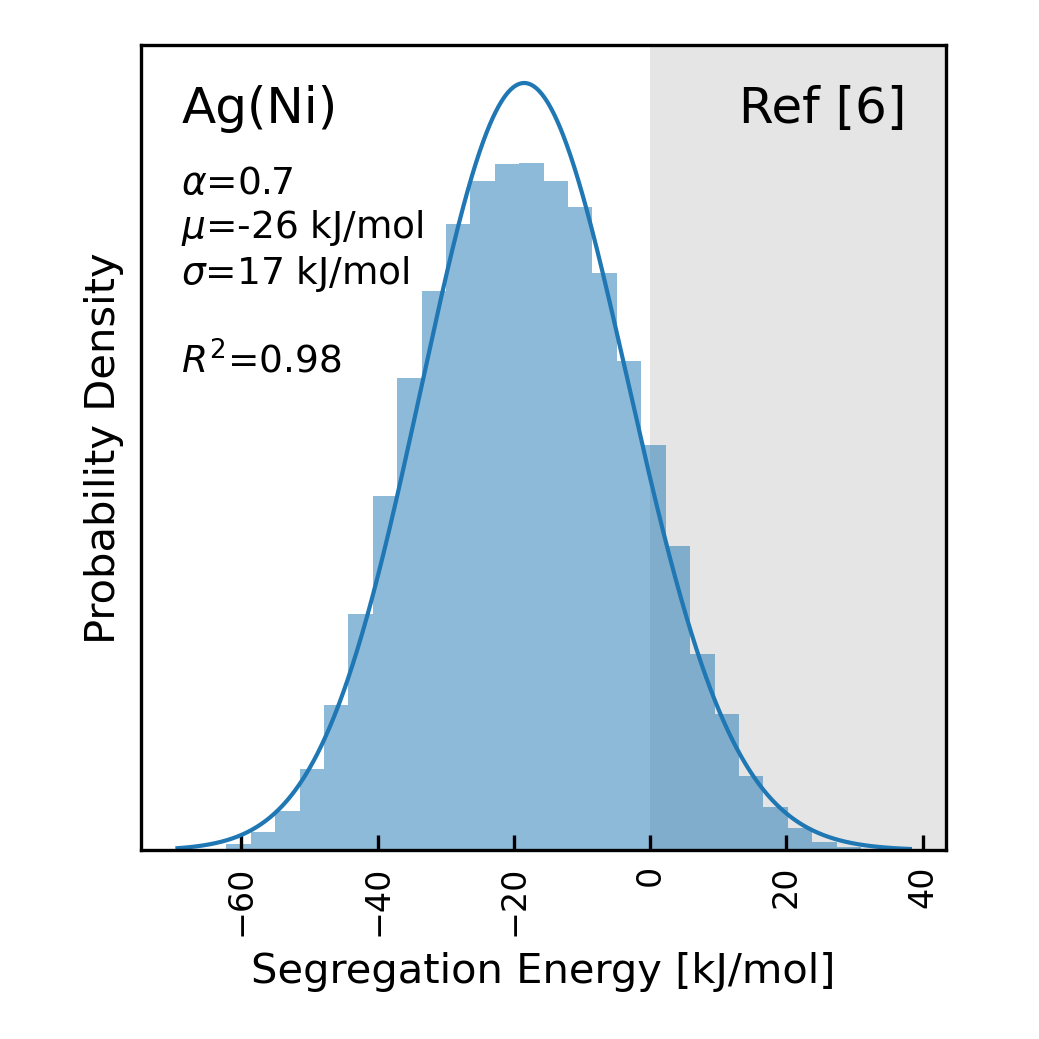 Ag(Ni)
Ref [6]
α=0.7
μ=-26 kJ/mol
σ=17 kJ/mol
R²=0.98
Probability Density
−60
−40
−20
0
20
40
Segregation Energy [kJ/mol]